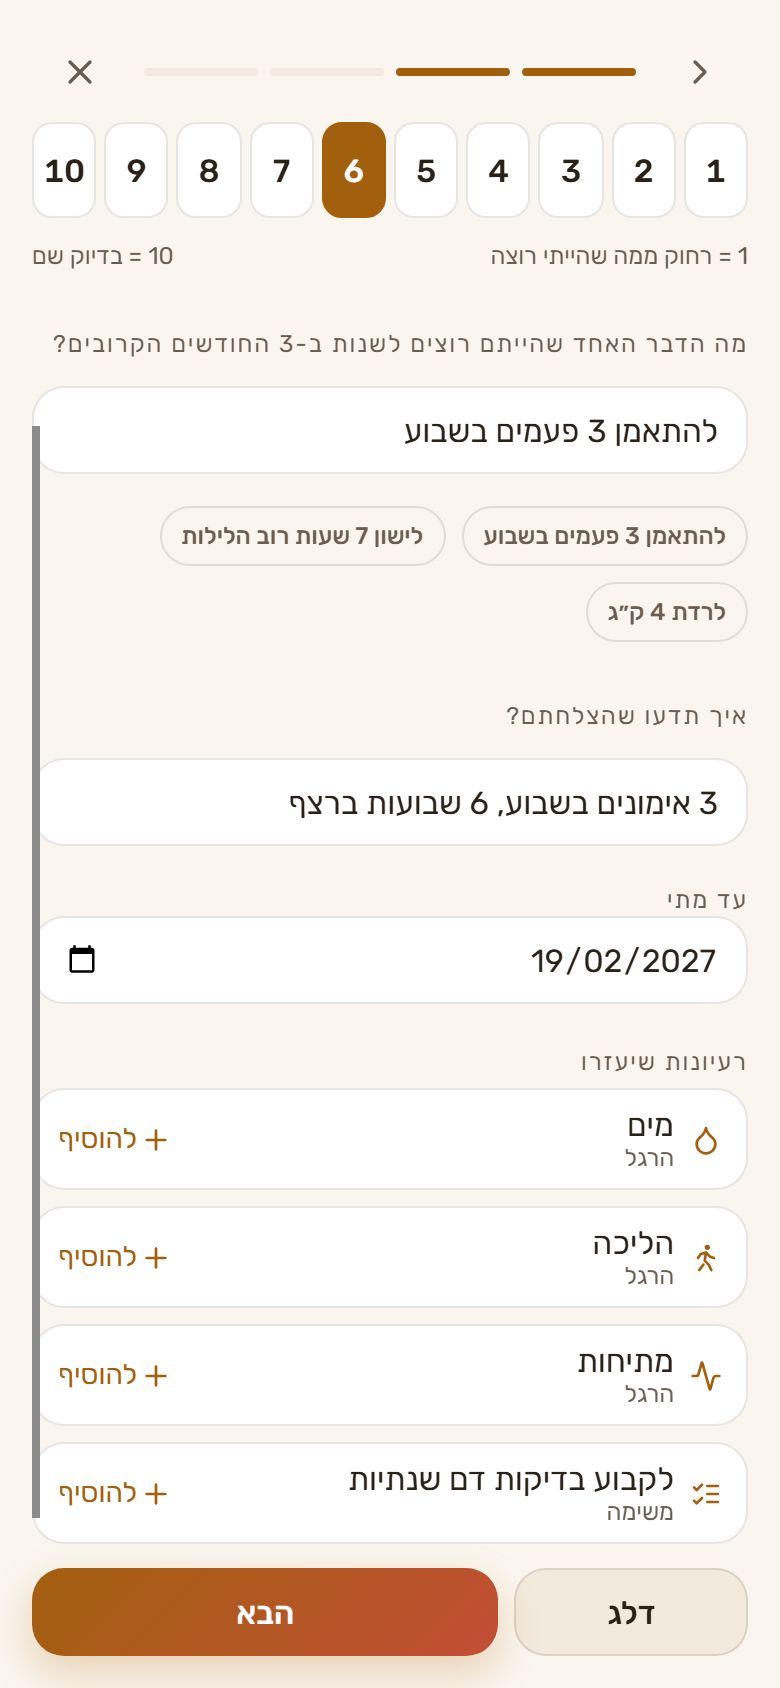 1 2 3 4 5 6 7 8 9 10
1 = רחוק ממה שהייתי רוצה
10 = בדיוק שם
מה הדבר האחד שהייתם רוצים לשנות ב-3 החודשים הקרובים?
להתאמן 3 פעמים בשבוע
להתאמן 3 פעמים בשבוע
לישון 7 שעות רוב הלילות
לרדת 4 ק״ג
איך תדעו שהצלחתם?
3 אימונים בשבוע, 6 שבועות ברצף
עד מתי
19/02/2027
רעיונות שיעזרו
מים
הרגל
להוסיף
הליכה
הרגל
להוסיף
מתיחות
הרגל
להוסיף
לקבוע בדיקות דם שנתיות
משימה
להוסיף
דלג
הבא